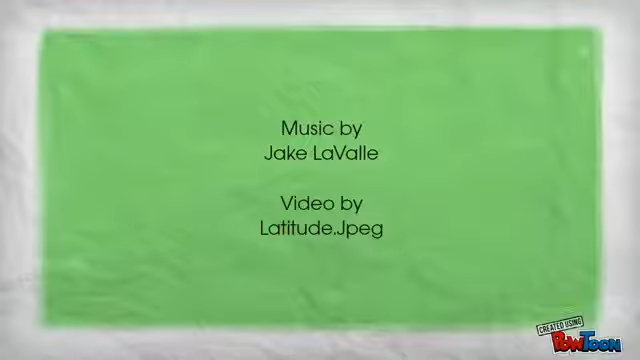 Music by
Jake LaValle
Video by
Latitude.Jpeg
CREATED USING
POWTOON